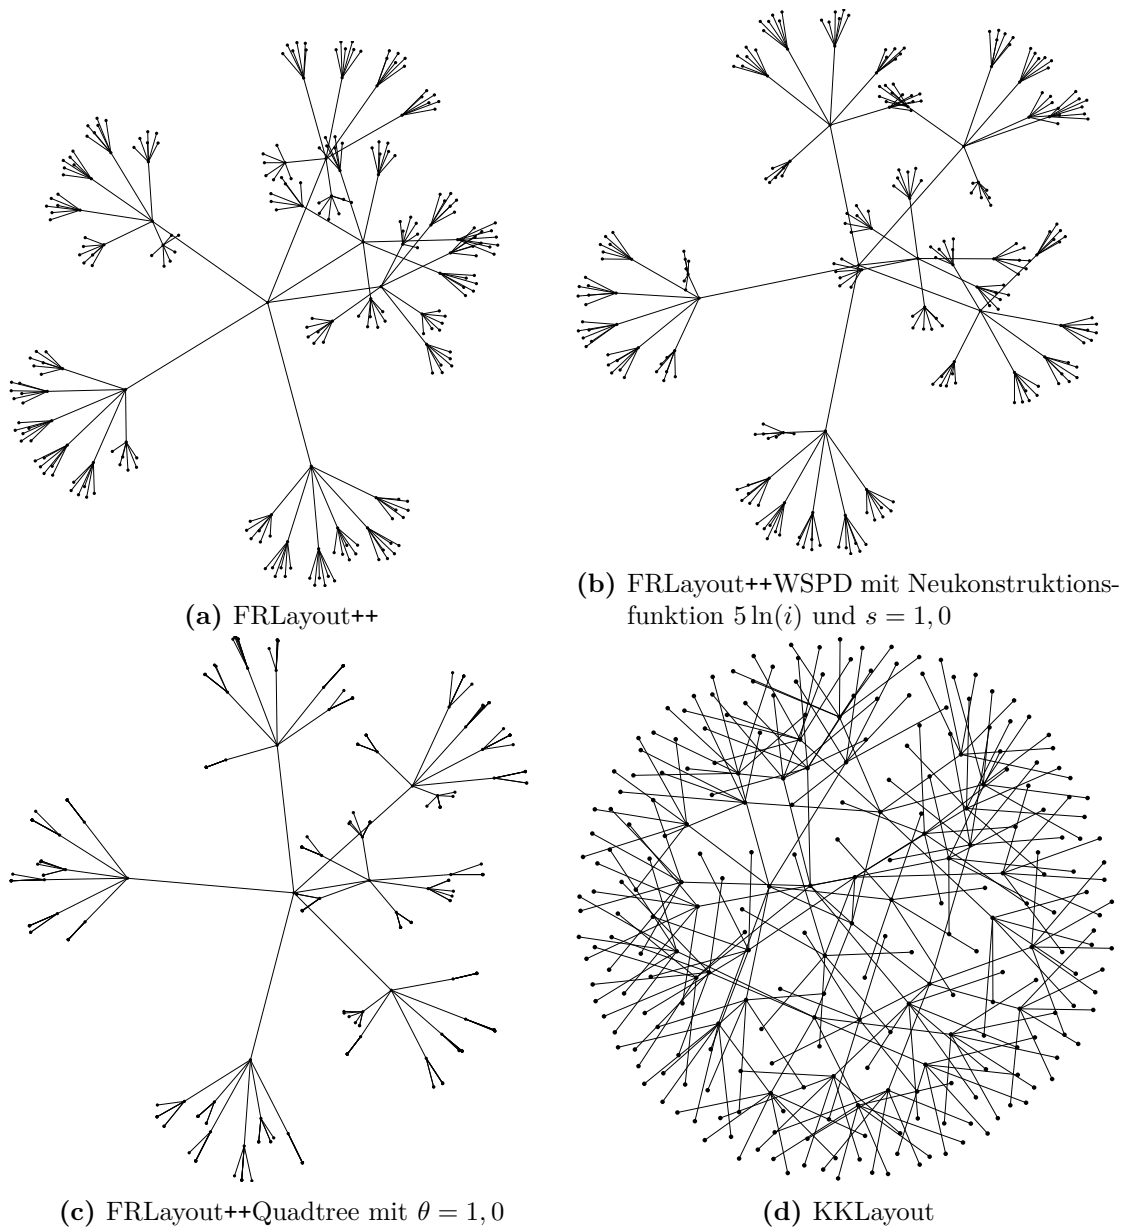 (a) FRLayout++
(b) FRLayout++WSPD mit Neukonstruktions-
funktion 5 ln(i) und s = 1, 0
(c) FRLayout++Quadtree mit θ = 1, 0
(d) KKLayout